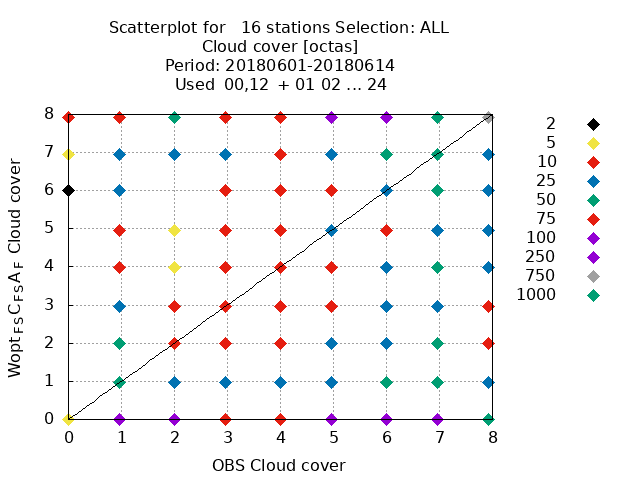 Scatterplot for 16 stations Selection: ALL
Cloud cover [octas]
Period: 20180601-20180614
Used 00,12 + 01 02 ... 24
8
7
6
5
4
3
2
1
0
0 1 2 3 4 5 6 7 8
Wopt FS C FS A F Cloud cover
OBS Cloud cover
2
5
10
25
50
75
100
250
750
1000